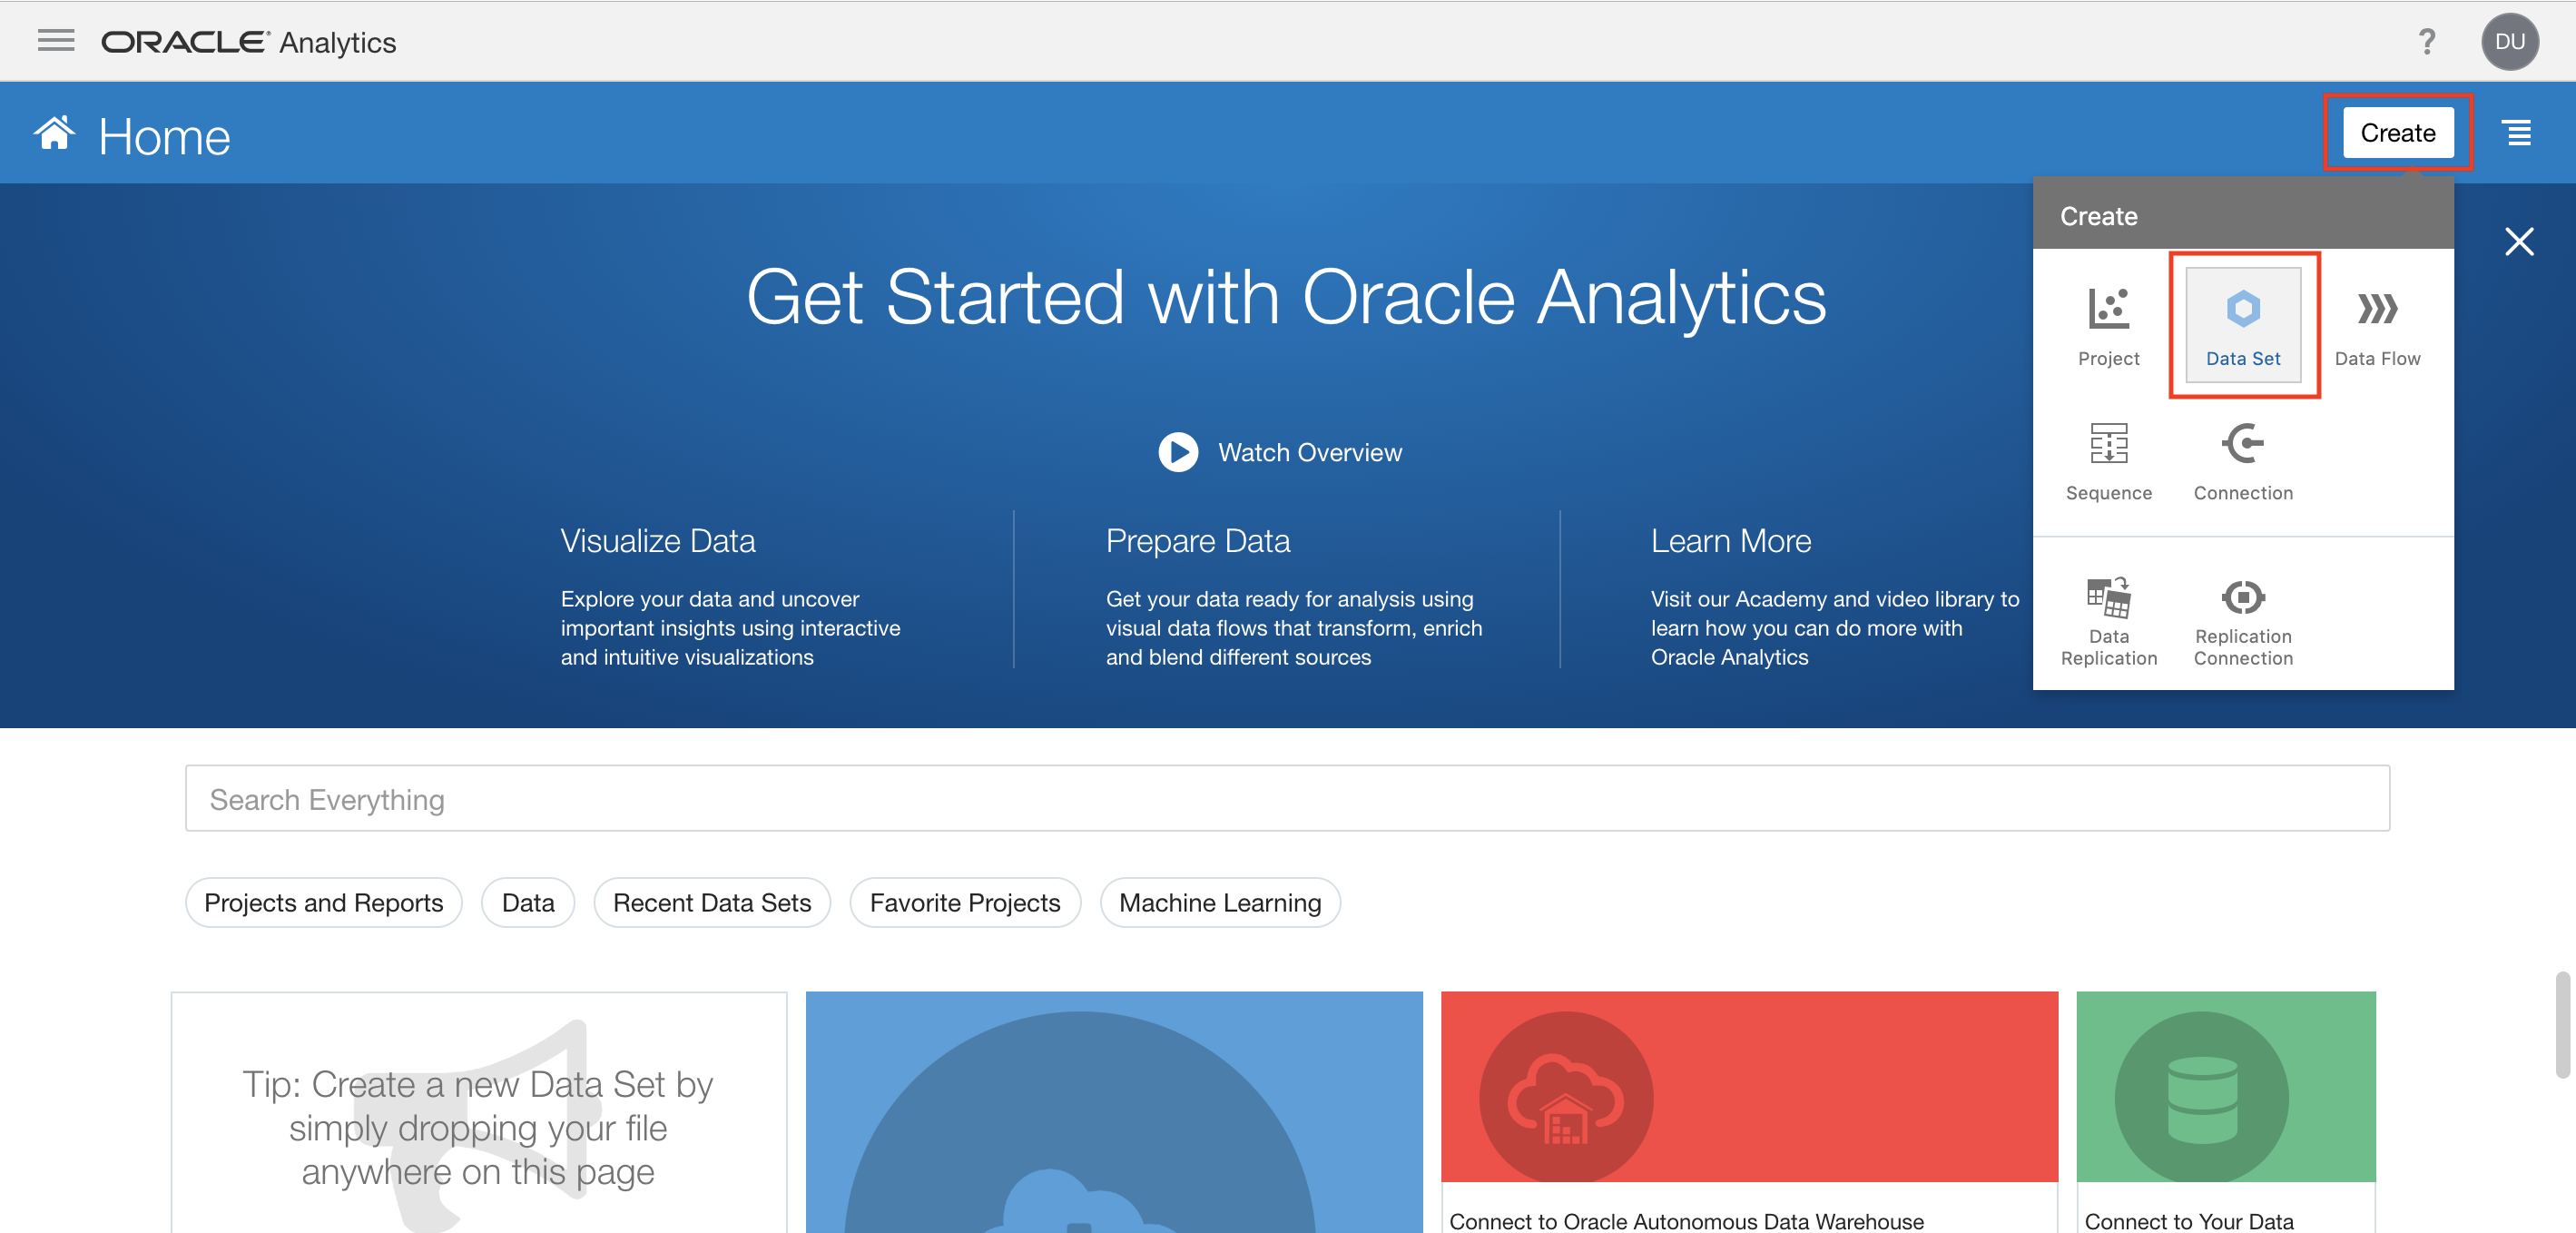 ORACLE® Analytics
?
DU
Home
Create
Create
Project
Data Set
Data Flow
Sequence
Connection
Data
Replication
Replication
Connection
Get Started with Oracle Analytics
Watch Overview
Visualize Data
Explore your data and uncover
important insights using interactive
and intuitive visualizations
Prepare Data
Get your data ready for analysis using
visual data flows that transform, enrich
and blend different sources
Learn More
Visit our Academy and video library to
learn how you can do more with
Oracle Analytics
Search Everything
Projects and Reports
Data
Recent Data Sets
Favorite Projects
Machine Learning
Tip: Create a new Data Set by
simply dropping your file
anywhere on this page
Connect to Oracle Autonomous Data Warehouse
Connect to Your Data